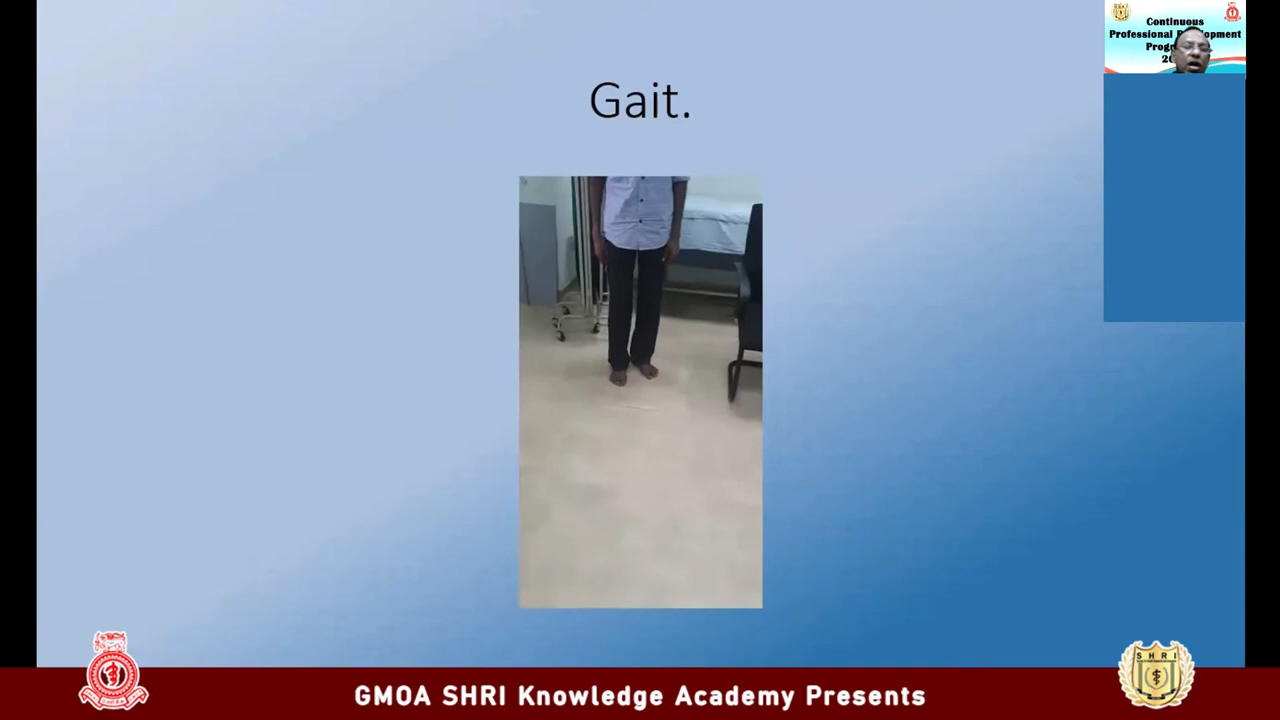 Continuous
Professional
Gait.
S H R I
GMOA SHRI Knowledge Academy Presents